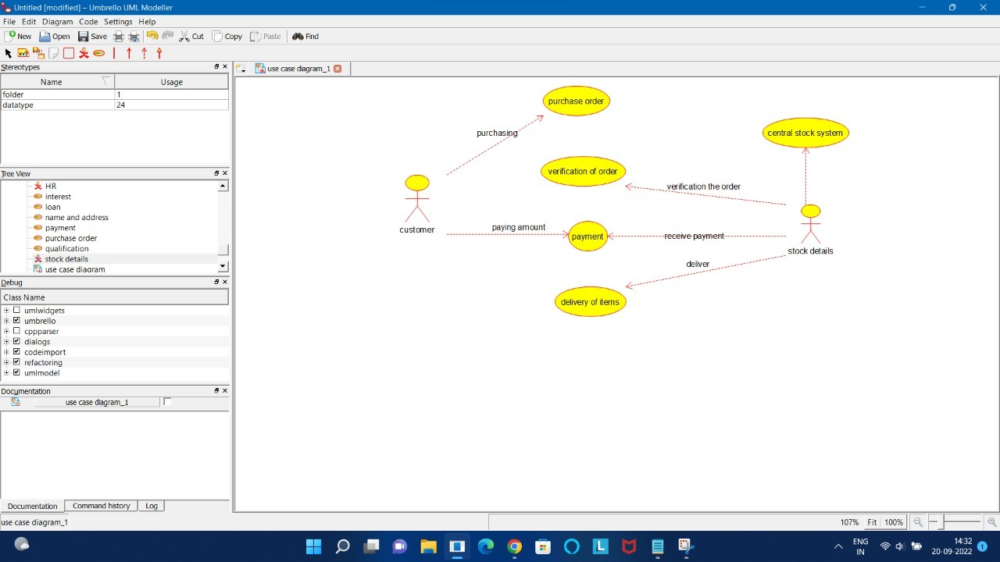 Untitled [modified] – Umbrello UML Modeller
File Edit Diagram Code Settings Help
New Open Save Cut Copy Paste Find
Stereotypes
Name Usage
folder 1
datatype 24
Tree View
HR
interest
loan
name and address
payment
purchase order
qualification
stock details
use case diagram
Debug
Class Name
umlwidgets
umbrello
cppparser
dialogs
codeimport
refactoring
umlmodel
Documentation
use case diagram_1
Documentation Command history Log
use case diagram_1
use case diagram_1
purchase order
purchasing
central stock system
verification of order
verification the order
customer
paying amount
payment
receive payment
stock details
deliver
delivery of items
107% Fit 100%
ENG
IN
14:32
20-09-2022
1